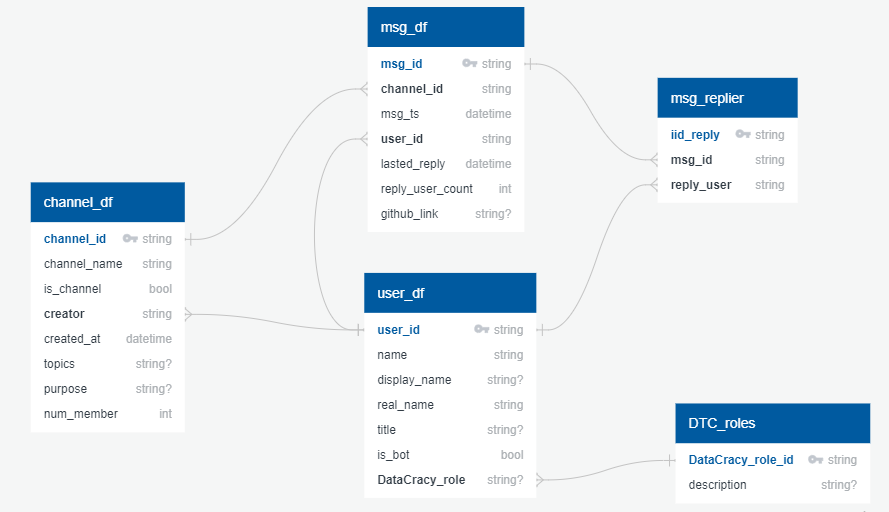 msg_df
msg_id string
channel_id string
msg_ts datetime
user_id string
lasted_reply datetime
reply_user_count int
github_link string?
msg_replier
iid_reply string
msg_id string
reply_user string
channel_df
channel_id string
channel_name string
is_channel bool
creator string
created_at datetime
topics string?
purpose string?
num_member int
user_df
user_id string
name string
display_name string?
real_name string
title string?
is_bot bool
DataCracy_role string?
DTC_roles
DataCracy_role_id string
description string?